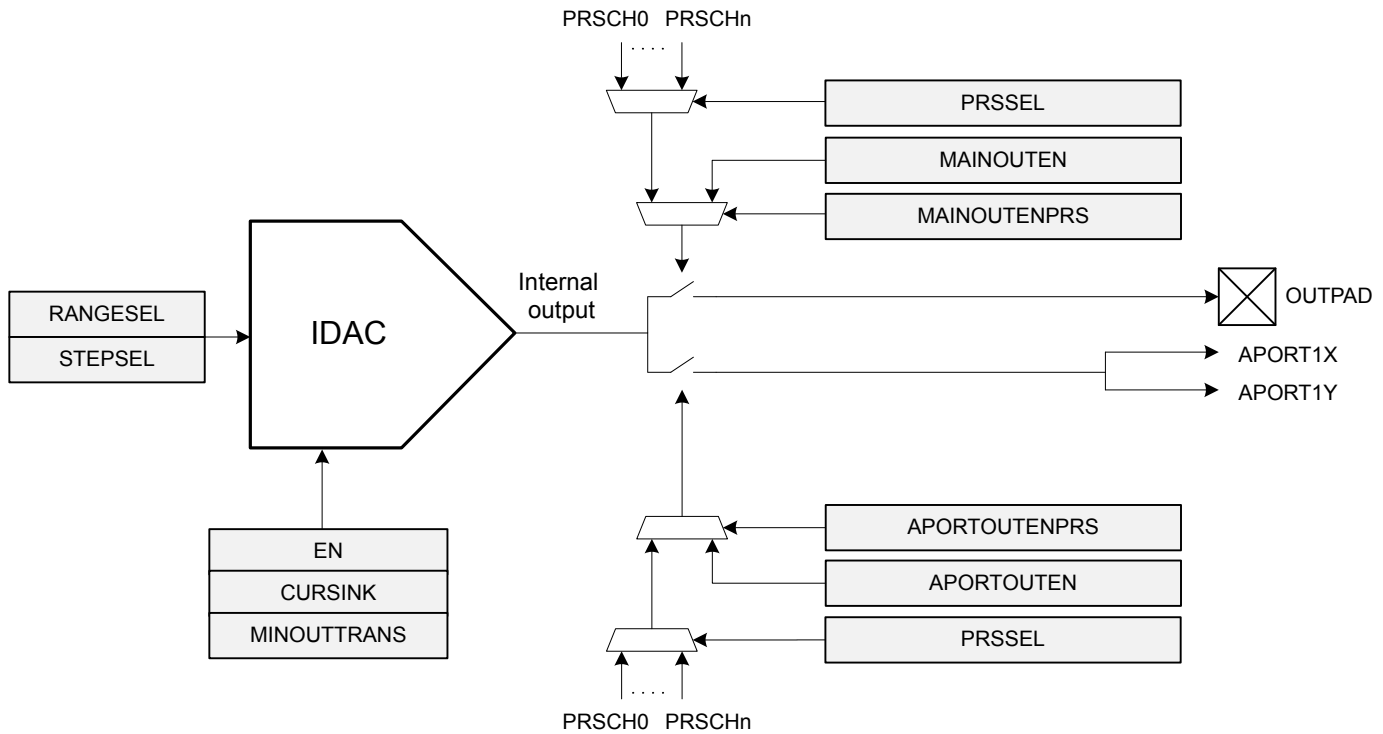 PRSCH0 PRSCHn
. . . .
PRSSEL
MAINOUTEN
MAINOUTENPRS
RANGESEL
STEPSEL
IDAC
Internal
output
OUTPAD
APORT1X
APORT1Y
EN
CURSINK
MINOUTTRANS
APORTOUTENPRS
APORTOUTEN
PRSSEL
. . . .
PRSCH0 PRSCHn